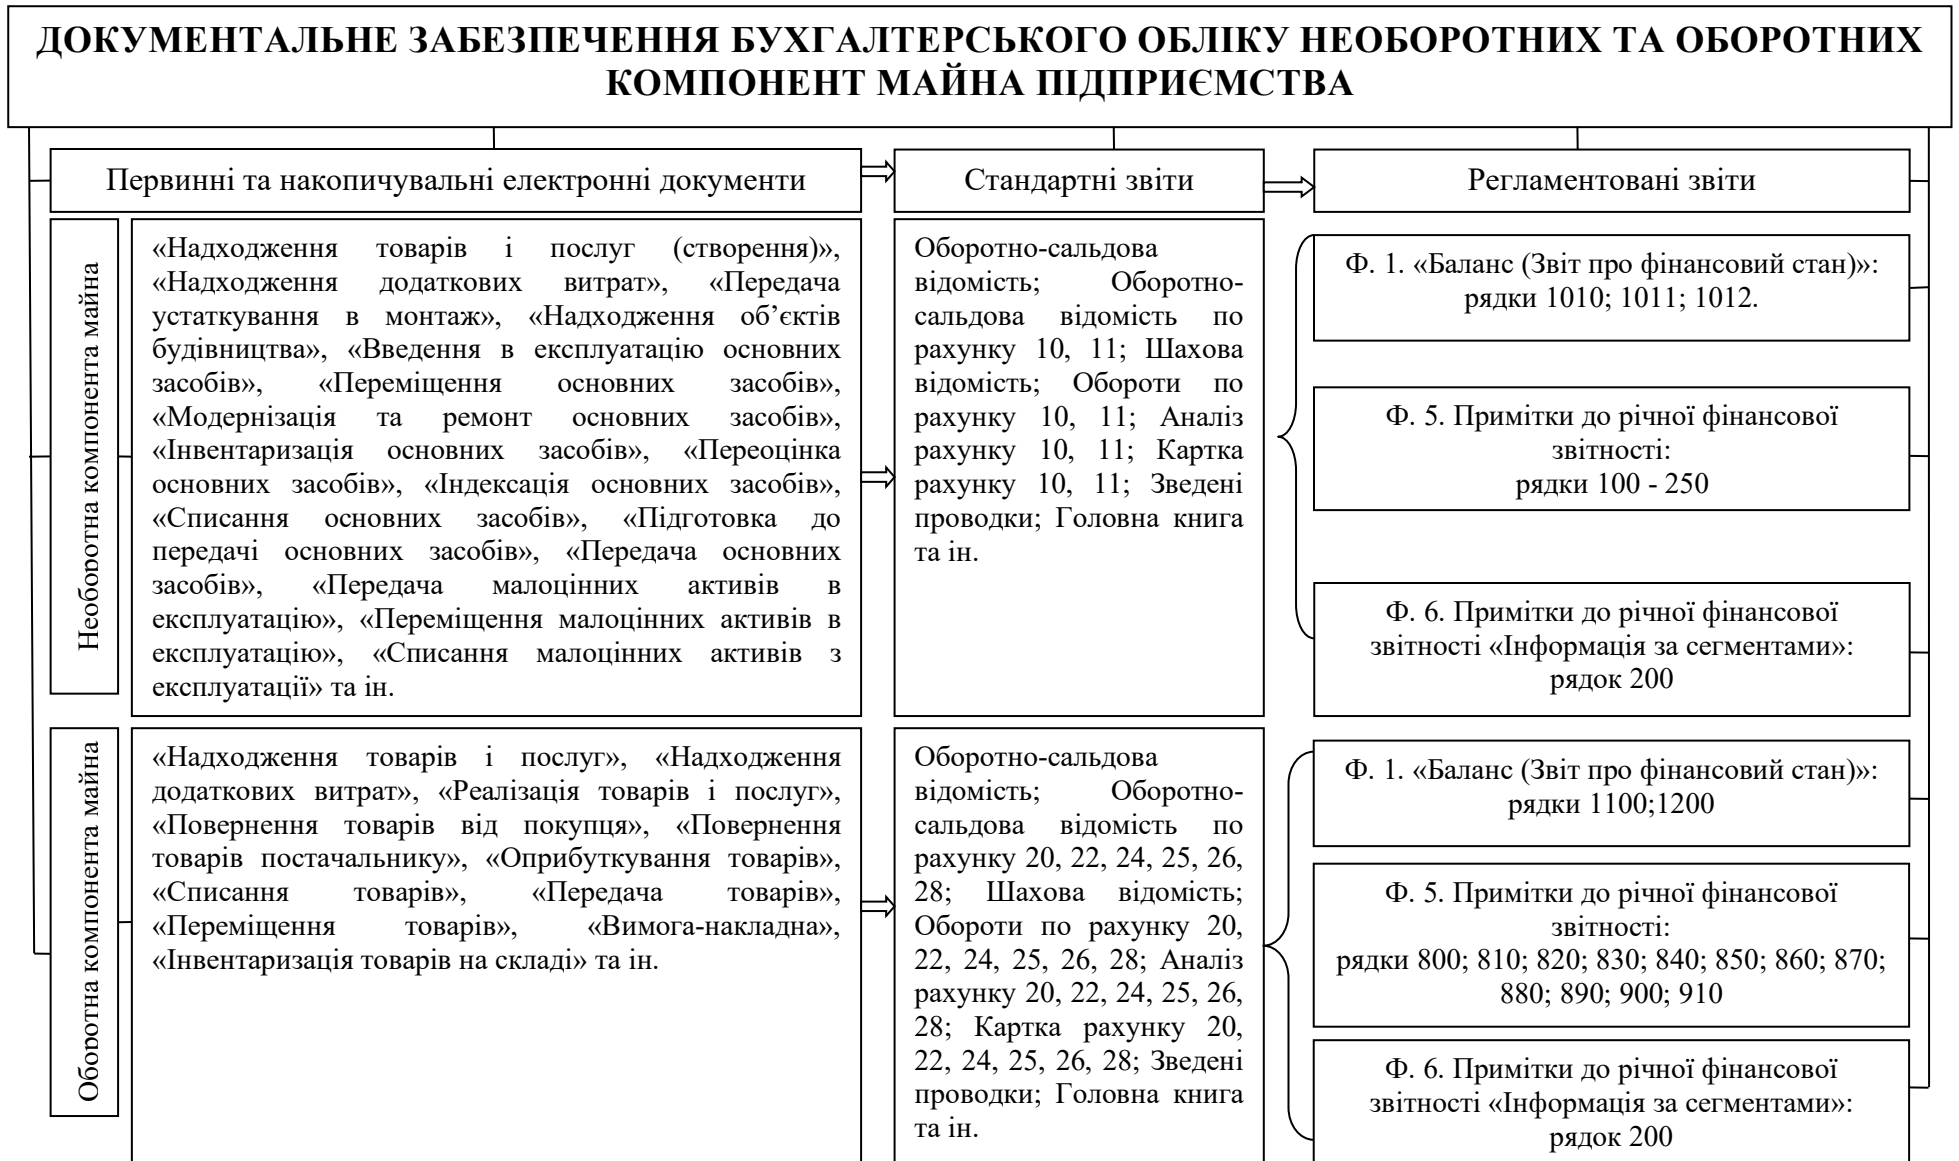 ДОКУМЕНТАЛЬНЕ ЗАБЕЗПЕЧЕННЯ БУХГАЛТЕРСЬКОГО ОБЛІКУ НЕОБОРОТНИХ ТА ОБОРОТНИХ
КОМПОНЕНТ МАЙНА ПІДПРИЄМСТВА
Первинні та накопичувальні електронні документи
Стандартні звіти
Регламентовані звіти
Необоротна компонента майна
«Надходження товарів і послуг (створення)»,
«Надходження додаткових витрат», «Передача
устаткування в монтаж», «Надходження об’єктів
будівництва», «Введення в експлуатацію основних
засобів», «Переміщення основних засобів»,
«Модернізація та ремонт основних засобів»,
«Інвентаризація основних засобів», «Переоцінка
основних засобів», «Індексація основних засобів»,
«Списання основних засобів», «Підготовка до
передачі основних засобів», «Передача основних
засобів», «Передача малоцінних активів в
експлуатацію», «Переміщення малоцінних активів в
експлуатацію», «Списання малоцінних активів з
експлуатації» та ін.
Оборотно-сальдова
відомість; Оборотно-
сальдова відомість по
рахунку 10, 11; Шахова
відомість; Обороти по
рахунку 10, 11; Аналіз
рахунку 10, 11; Картка
рахунку 10, 11; Зведені
проводки; Головна книга
та ін.
Ф. 1. «Баланс (Звіт про фінансовий стан)»:
рядки 1010; 1011; 1012.
Ф. 5. Примітки до річної фінансової
звітності:
рядки 100 - 250
Ф. 6. Примітки до річної фінансової
звітності «Інформація за сегментами»:
рядок 200
Оборотна компонента майна
«Надходження товарів і послуг», «Надходження
додаткових витрат», «Реалізація товарів і послуг»,
«Повернення товарів від покупця», «Повернення
товарів постачальнику», «Оприбуткування товарів»,
«Списання товарів», «Передача товарів»,
«Переміщення товарів», «Вимога-накладна»,
«Інвентаризація товарів на складі» та ін.
Оборотно-сальдова
відомість; Оборотно-
сальдова відомість по
рахунку 20, 22, 24, 25, 26,
28; Шахова відомість;
Обороти по рахунку 20,
22, 24, 25, 26, 28; Аналіз
рахунку 20, 22, 24, 25, 26,
28; Картка рахунку 20,
22, 24, 25, 26, 28; Зведені
проводки; Головна книга
та ін.
Ф. 1. «Баланс (Звіт про фінансовий стан)»:
рядки 1100;1200
Ф. 5. Примітки до річної фінансової
звітності:
рядки 800; 810; 820; 830; 840; 850; 860; 870;
880; 890; 900; 910
Ф. 6. Примітки до річної фінансової
звітності «Інформація за сегментами»:
рядок 200